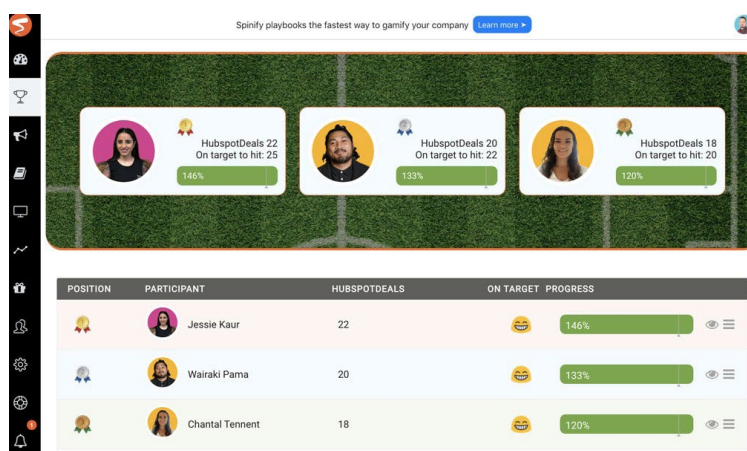 Spinify playbooks the fastest way to gamify your company Learn more ➤
HubspotDeals 22
On target to hit: 25
146%
HubspotDeals 20
On target to hit: 22
133%
HubspotDeals 18
On target to hit: 20
120%
POSITION PARTICIPANT HUBSPOTDEALS ON TARGET PROGRESS
Jessie Kaur 22 146%
Wairaki Pama 20 133%
Chantal Tennent 18 120%
1